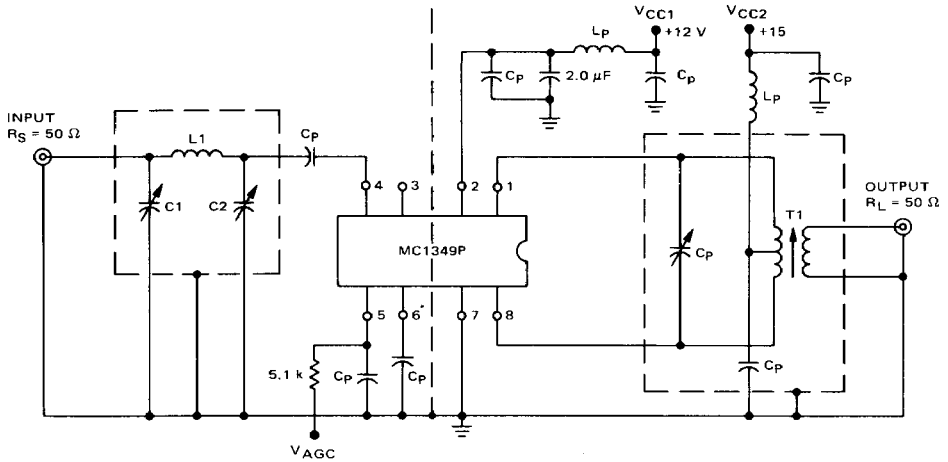 VCC1
+12 V
VCC2
+15
LP
CP
2.0 µF
CP
CP
LP
INPUT
RS = 50 Ω
L1
CP
C1
C2
4
3
2
1
MC1349P
CP
T1
OUTPUT
RL = 50 Ω
5
6
7
8
5.1 k
CP
CP
CP
VAGC